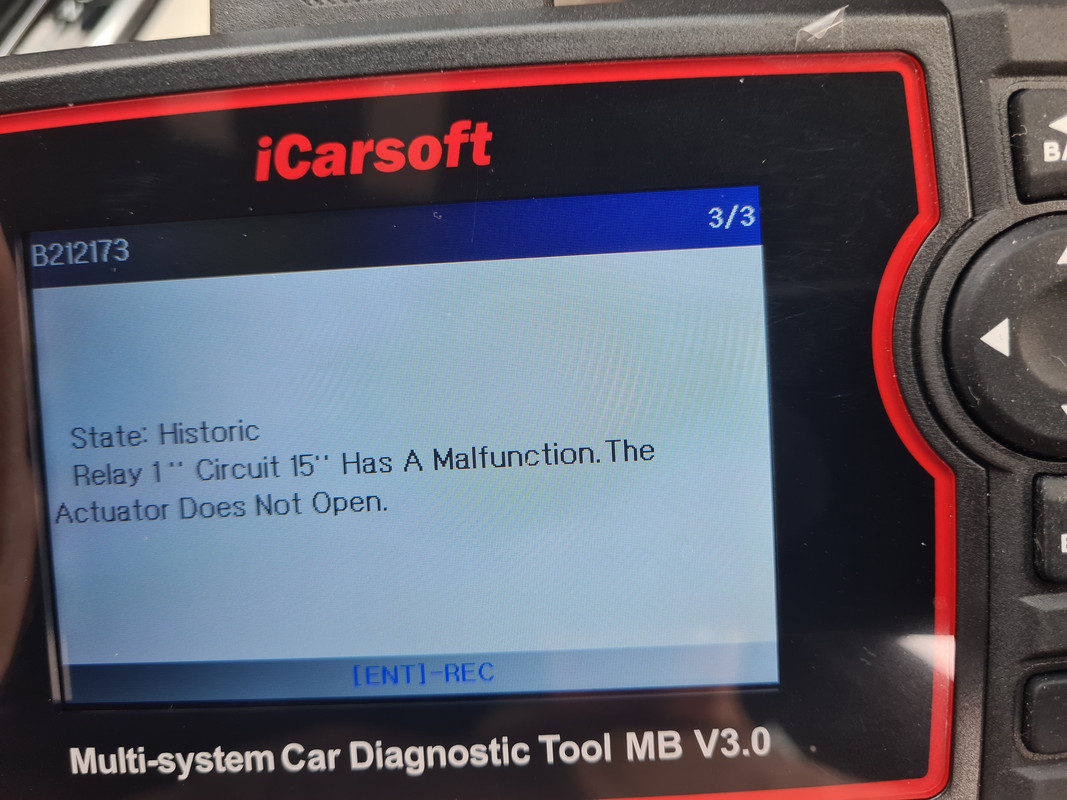 iCarsoft
B212173
3/3
State: Historic
Relay 1'' Circuit 15'' Has A Malfunction. The
Actuator Does Not Open.
[ENT]-REC
Multi-system Car Diagnostic Tool MB V3.0